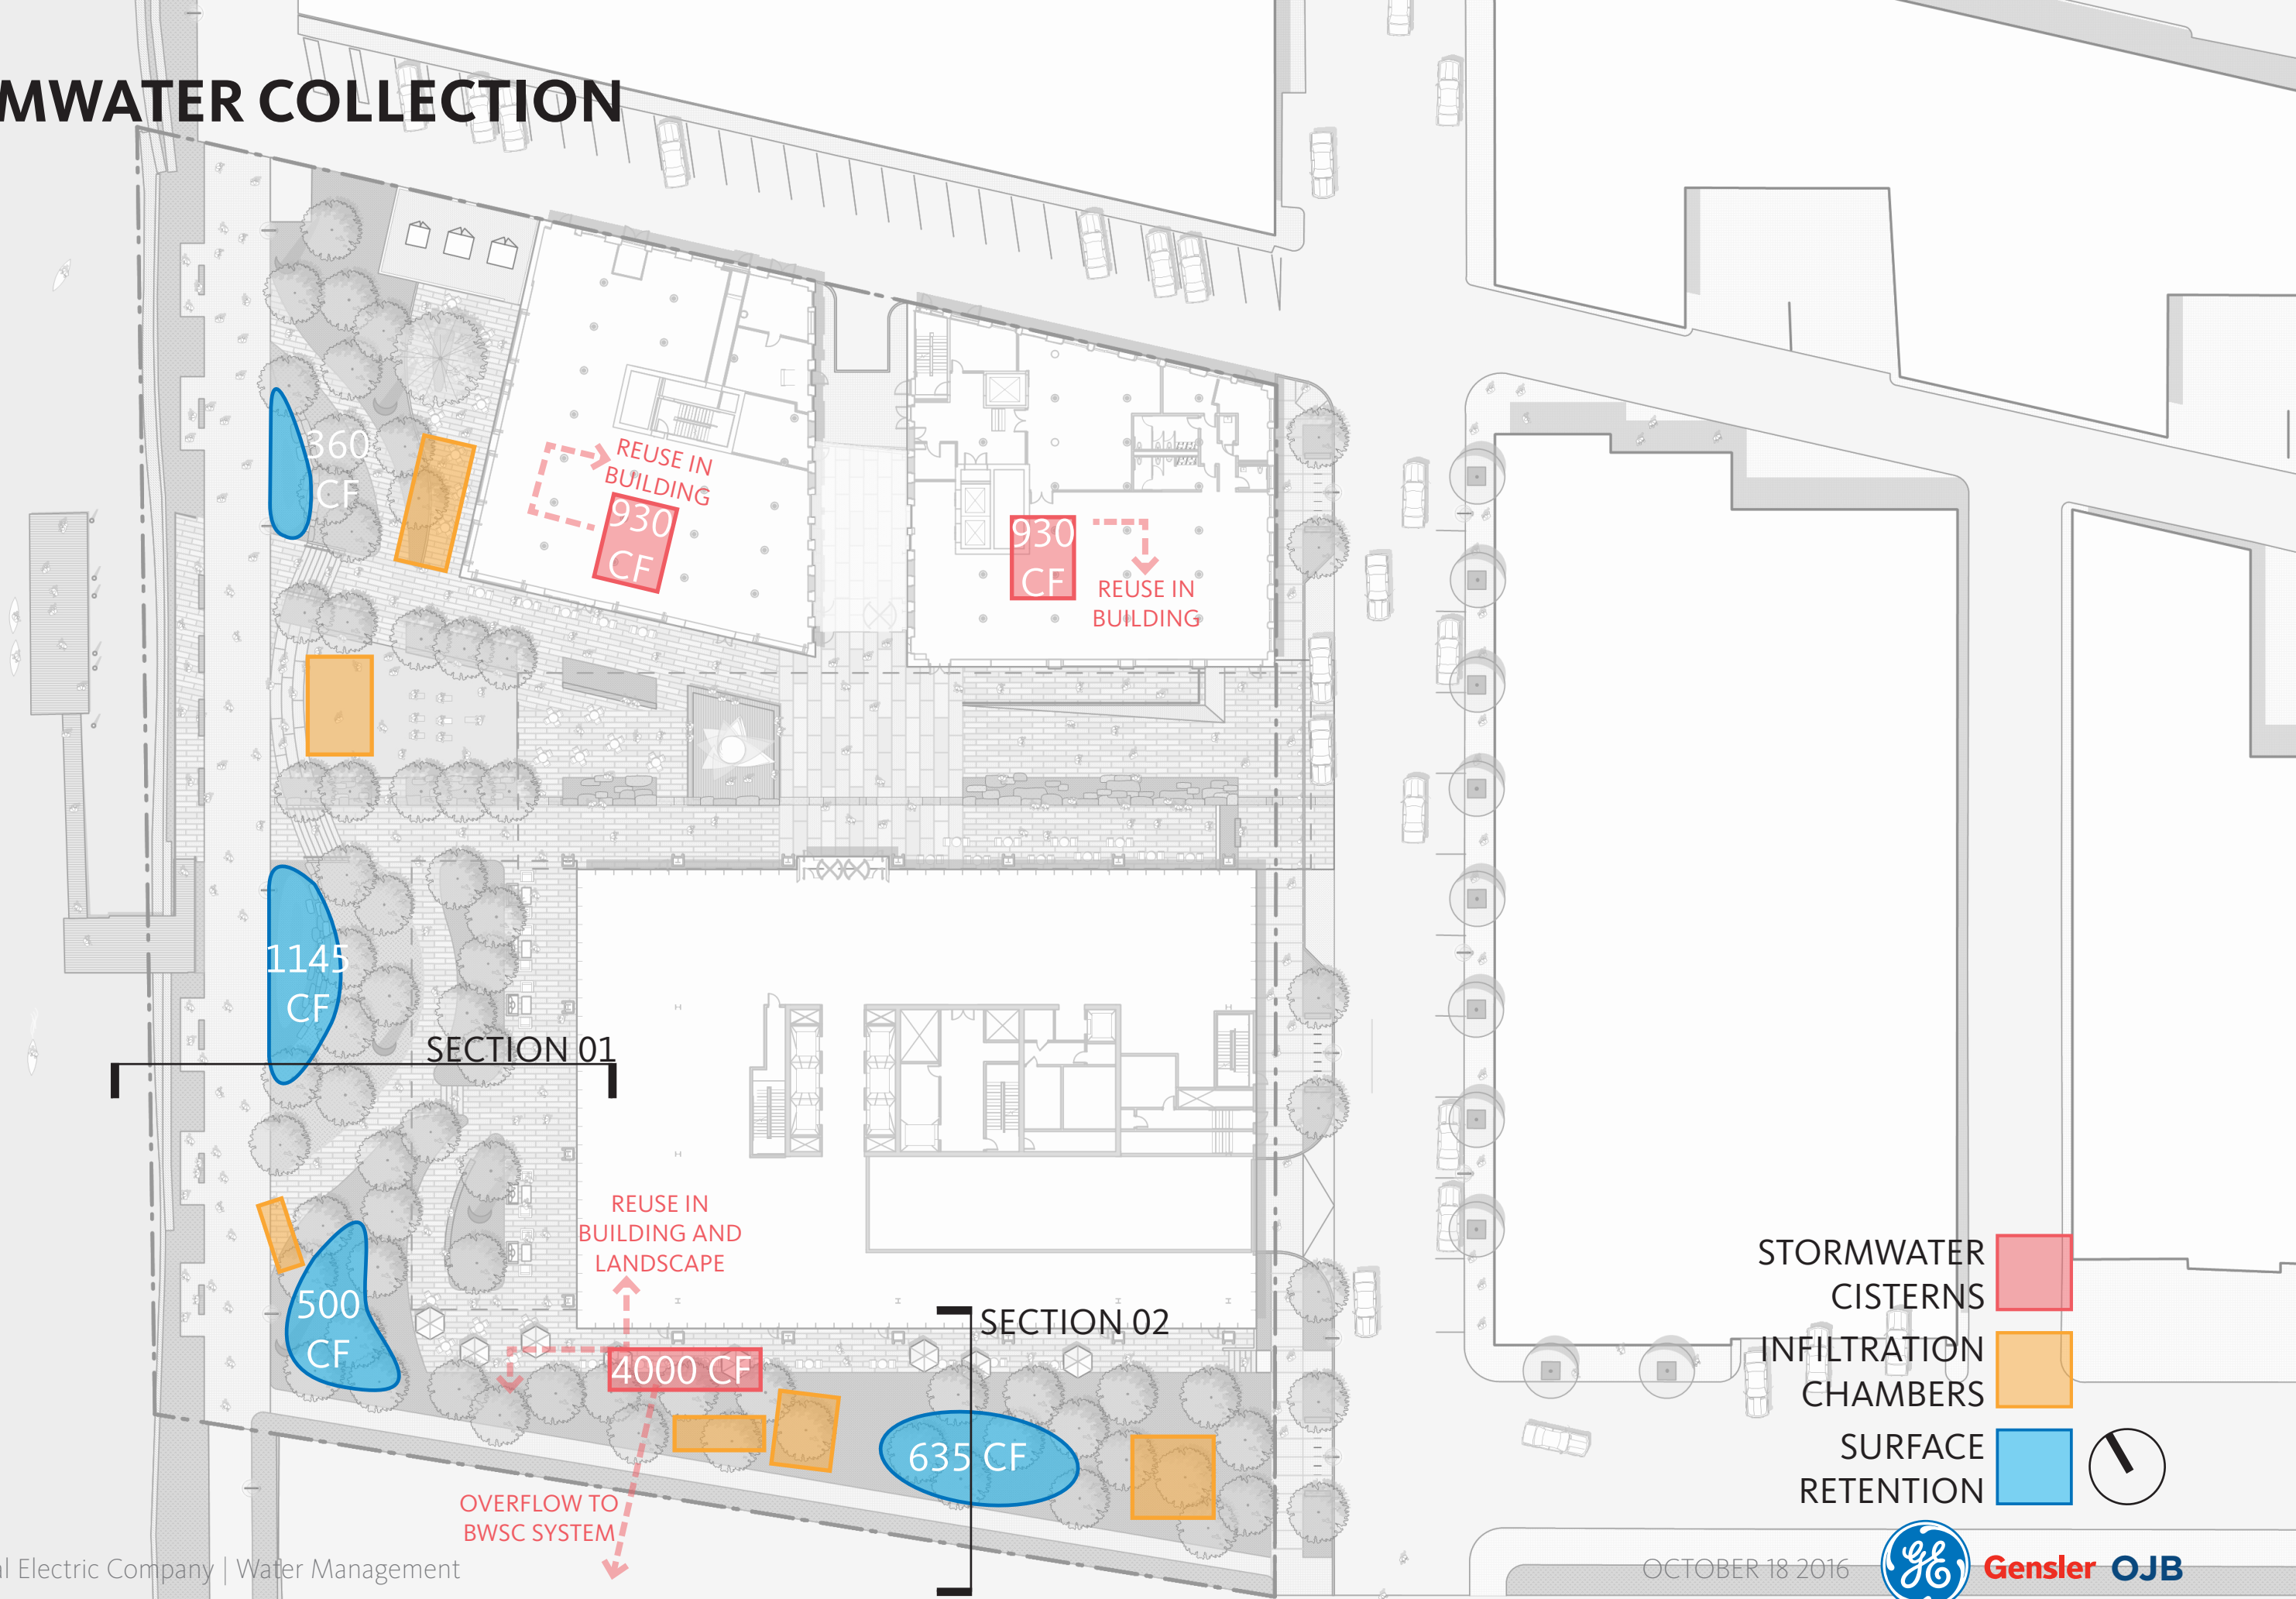 MWATER COLLECTION
360
CF
REUSE IN
BUILDING
930
CF
930
CF
REUSE IN
BUILDING
1145
CF
SECTION 01
REUSE IN
BUILDING AND
LANDSCAPE
500
CF
SECTION 02
4000 CF
635 CF
OVERFLOW TO
BWSC SYSTEM
STORMWATER
CISTERNS
INFILTRATION
CHAMBERS
SURFACE
RETENTION
al Electric Company | Water Management
OCTOBER 18 2016
GE
Gensler
OJB